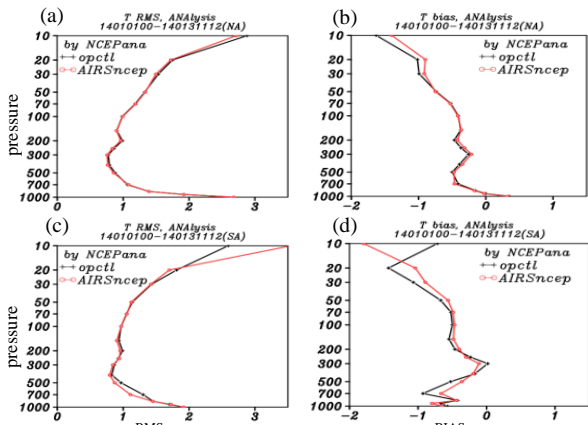 (a)
T RMS, ANAlysis
14010100-140131112(NA)
by NCEPana
opctl
AIRSncep
pressure
10
20
30
50
70
100
200
300
500
700
1000
0
1
2
3
(b)
T bias, ANAlysis
14010100-140131112(NA)
by NCEPana
opctl
AIRSncep
10
20
30
50
70
100
200
300
500
700
1000
-2
-1
0
1
(c)
T RMS, ANAlysis
14010100-140131112(SA)
by NCEPana
opctl
AIRSncep
pressure
10
20
30
50
70
100
200
300
500
700
1000
0
1
2
3
(d)
T bias, ANAlysis
14010100-140131112(SA)
by NCEPana
opctl
AIRSncep
10
20
30
50
70
100
200
300
500
700
1000
-2
-1
0
1